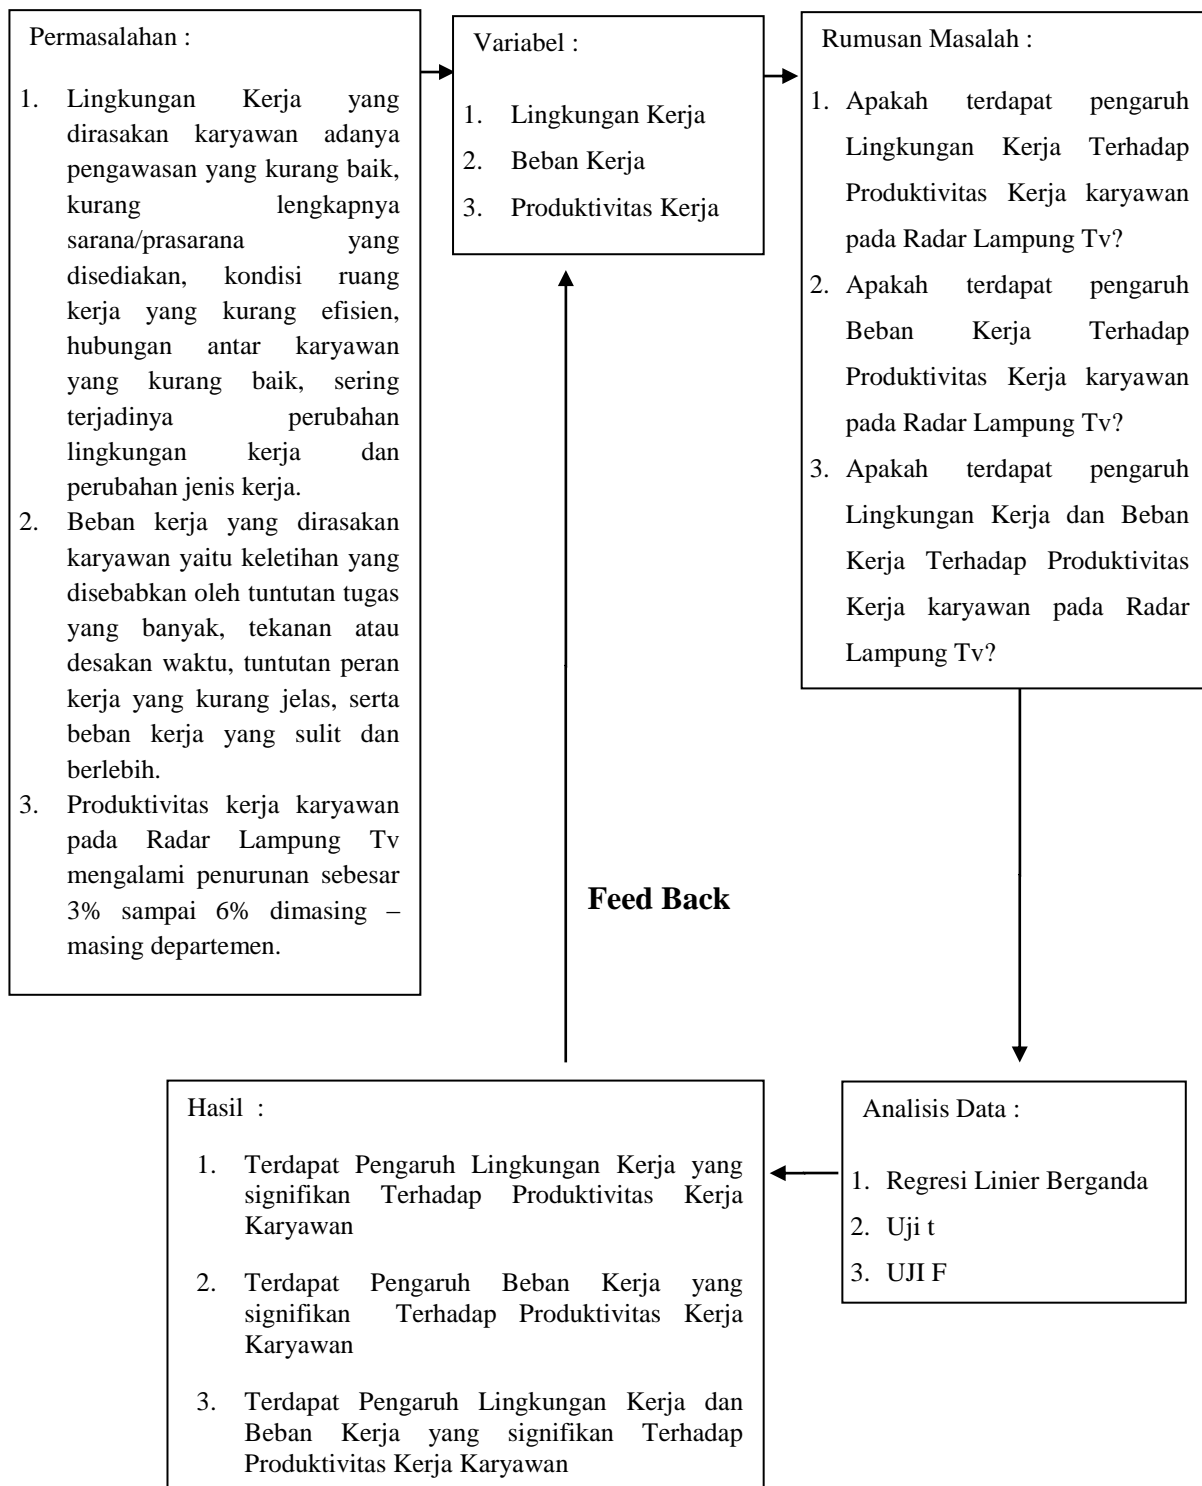 Permasalahan :
1. Lingkungan Kerja yang
dirasakan karyawan adanya
pengawasan yang kurang baik,
kurang lengkapnya
sarana/prasarana yang
disediakan, kondisi ruang
kerja yang kurang efisien,
hubungan antar karyawan
yang kurang baik, sering
terjadinya perubahan
lingkungan kerja dan
perubahan jenis kerja.
2. Beban kerja yang dirasakan
karyawan yaitu keletihan yang
disebabkan oleh tuntutan tugas
yang banyak, tekanan atau
desakan waktu, tuntutan peran
kerja yang kurang jelas, serta
beban kerja yang sulit dan
berlebih.
3. Produktivitas kerja karyawan
pada Radar Lampung Tv
mengalami penurunan sebesar
3% sampai 6% dimasing –
masing departemen.
Variabel :
1. Lingkungan Kerja
2. Beban Kerja
3. Produktivitas Kerja
Rumusan Masalah :
1. Apakah terdapat pengaruh
Lingkungan Kerja Terhadap
Produktivitas Kerja karyawan
pada Radar Lampung Tv?
2. Apakah terdapat pengaruh
Beban Kerja Terhadap
Produktivitas Kerja karyawan
pada Radar Lampung Tv?
3. Apakah terdapat pengaruh
Lingkungan Kerja dan Beban
Kerja Terhadap Produktivitas
Kerja karyawan pada Radar
Lampung Tv?
Feed Back
Analisis Data :
1. Regresi Linier Berganda
2. Uji t
3. UJI F
Hasil :
1. Terdapat Pengaruh Lingkungan Kerja yang
signifikan Terhadap Produktivitas Kerja
Karyawan
2. Terdapat Pengaruh Beban Kerja yang
signifikan Terhadap Produktivitas Kerja
Karyawan
3. Terdapat Pengaruh Lingkungan Kerja dan
Beban Kerja yang signifikan Terhadap
Produktivitas Kerja Karyawan